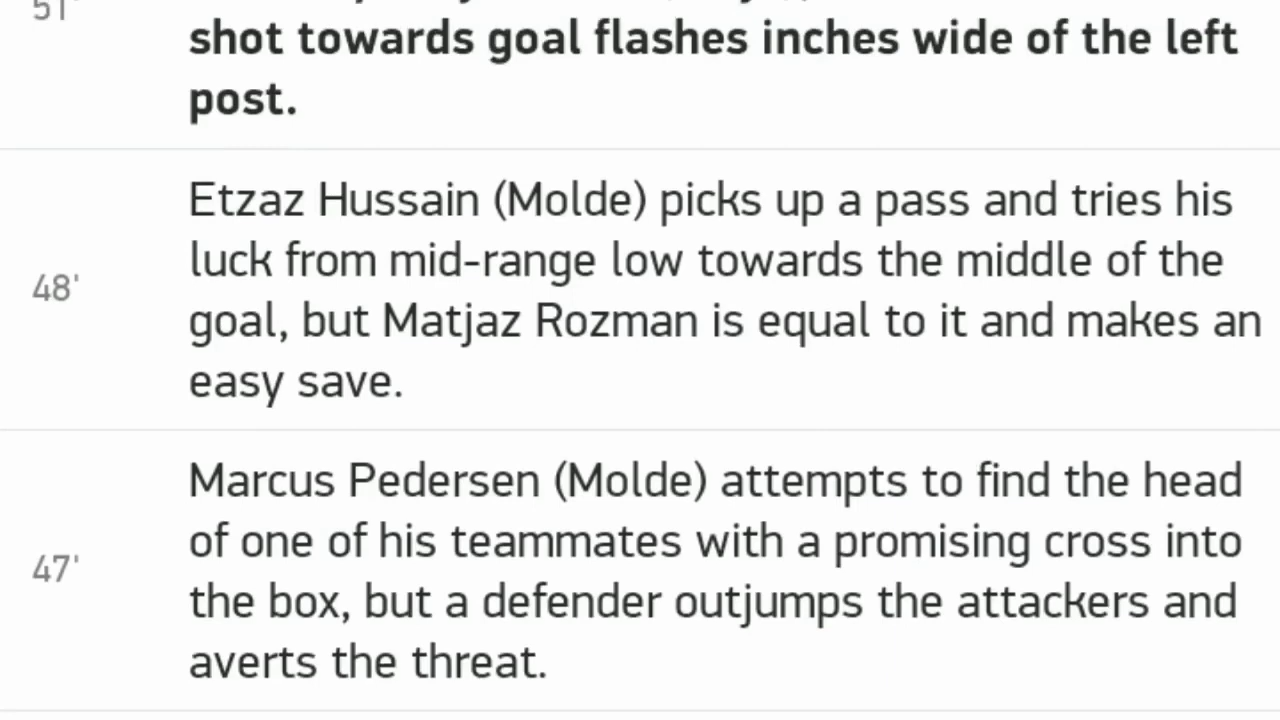 51'
shot towards goal flashes inches wide of the left
post.
Etzaz Hussain (Molde) picks up a pass and tries his
luck from mid-range low towards the middle of the
48'
goal, but Matjaz Rozman is equal to it and makes an
easy save.
Marcus Pedersen (Molde) attempts to find the head
of one of his teammates with a promising cross into
47'
the box, but a defender outjumps the attackers and
averts the threat.